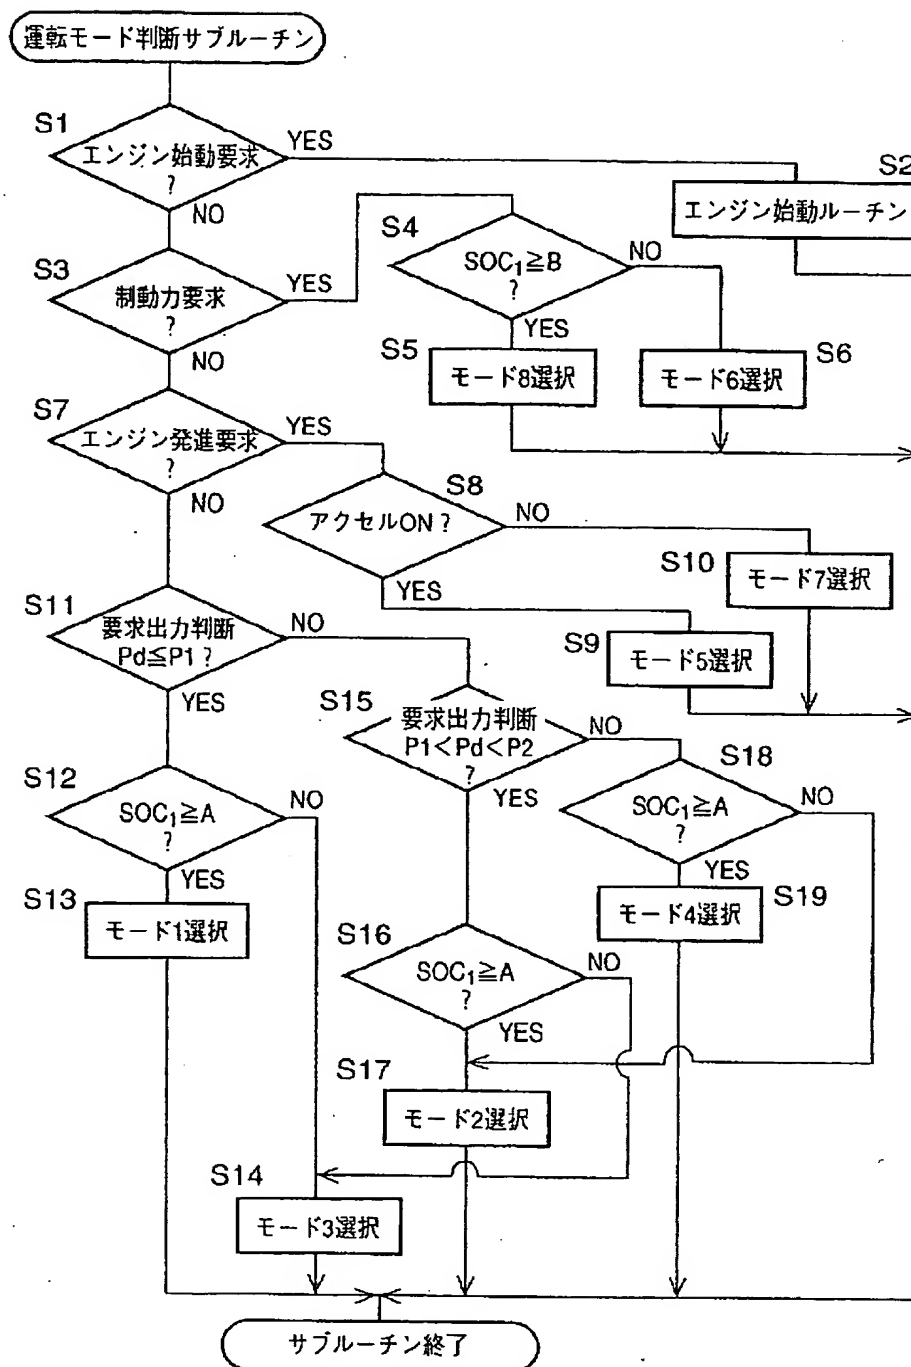 運転モード判断サブルーチン
S1
エンジン始動要求
?
YES
NO
S2
エンジン始動ルーチン
S3
制動力要求
?
YES
NO
S4
SOC₁≧B
?
NO
YES
S5
モード8選択
S6
モード6選択
S7
エンジン発進要求
?
YES
NO
S8
アクセルON?
NO
YES
S10
モード7選択
S9
モード5選択
S11
要求出力判断
Pd≦P1?
NO
YES
S15
要求出力判断
P1<Pd<P2
?
NO
YES
S12
SOC₁≧A
?
NO
YES
S18
SOC₁≧A
?
NO
YES
S13
モード1選択
S19
モード4選択
S16
SOC₁≧A
?
NO
YES
S17
モード2選択
S14
モード3選択
サブルーチン終了